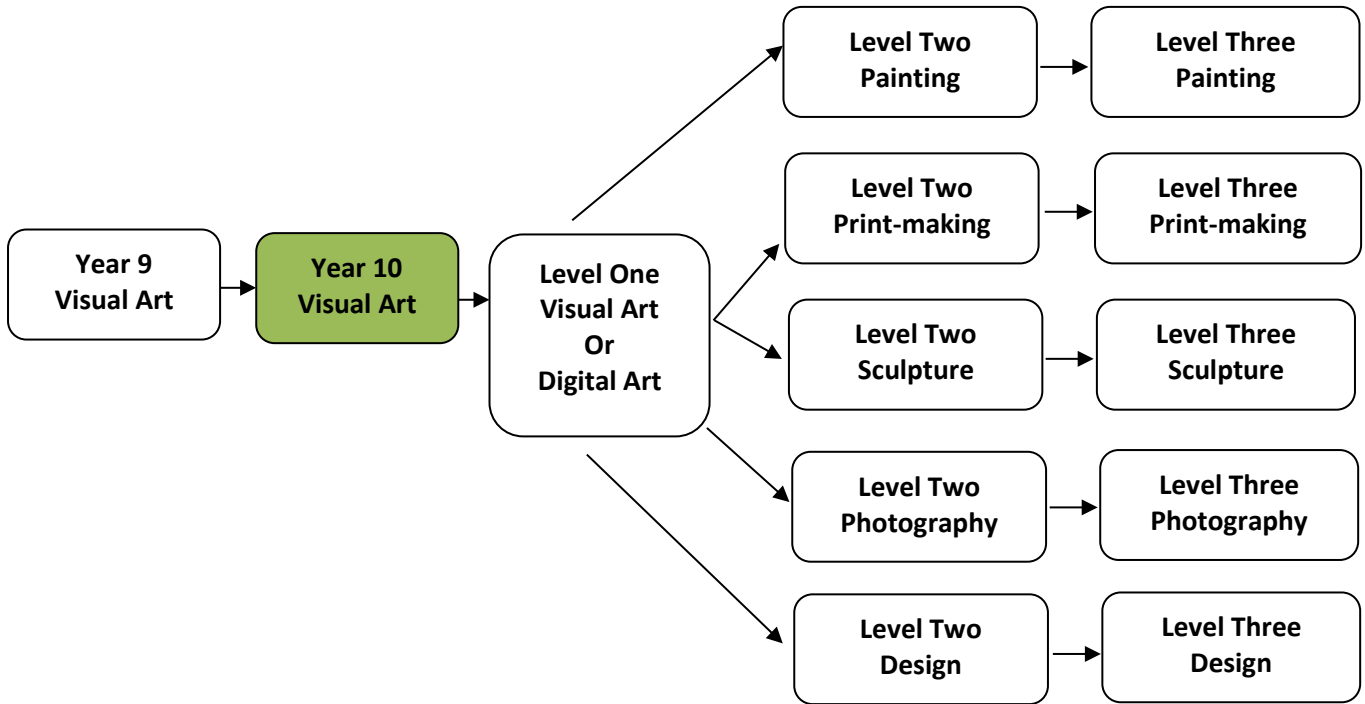 Year 9
Visual Art
Year 10
Visual Art
Level One
Visual Art
Or
Digital Art
Level Two
Painting
Level Three
Painting
Level Two
Print-making
Level Three
Print-making
Level Two
Sculpture
Level Three
Sculpture
Level Two
Photography
Level Three
Photography
Level Two
Design
Level Three
Design